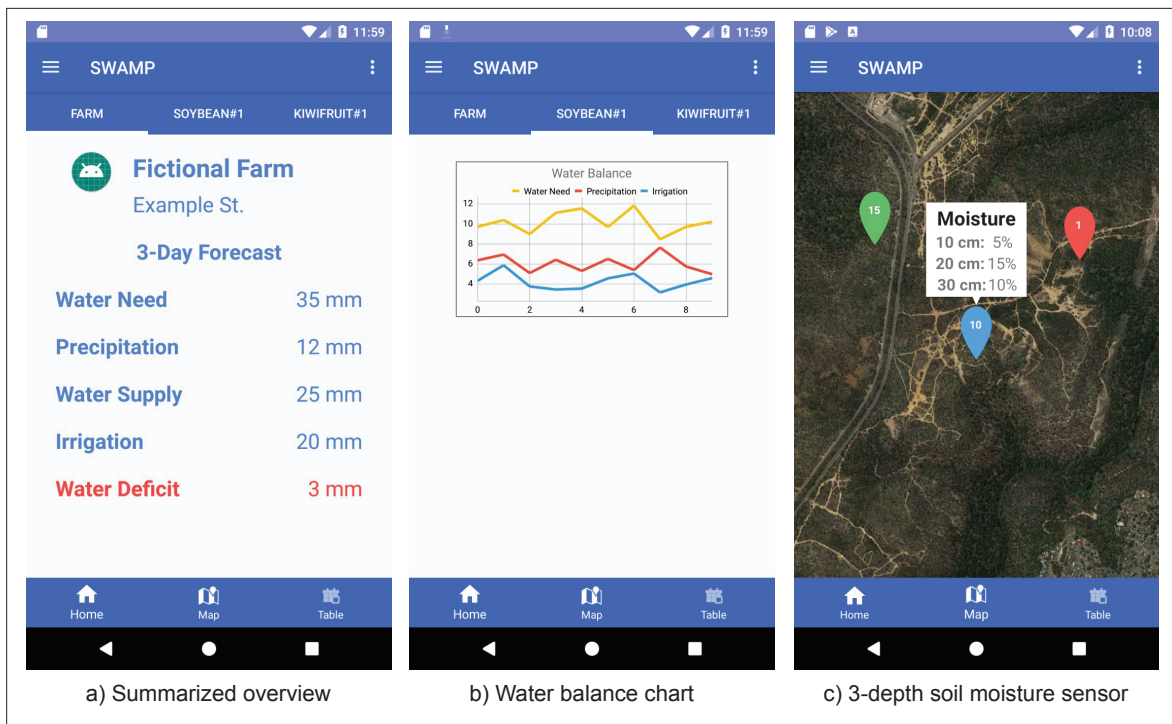 11:59
SWAMP
FARM SOYBEAN#1 KIWIFRUIT#1
Fictional Farm
Example St.
3-Day Forecast
Water Need 35 mm
Precipitation 12 mm
Water Supply 25 mm
Irrigation 20 mm
Water Deficit 3 mm
Home Map Table
a) Summarized overview
11:59
SWAMP
FARM SOYBEAN#1 KIWIFRUIT#1
Water Balance
Water Need Precipitation Irrigation
12
10
8
6
4
0 2 4 6 8
Home Map Table
b) Water balance chart
A 10:08
SWAMP
15
1
Moisture
10 cm: 5%
20 cm: 15%
30 cm: 10%
10
Home Map Table
c) 3-depth soil moisture sensor